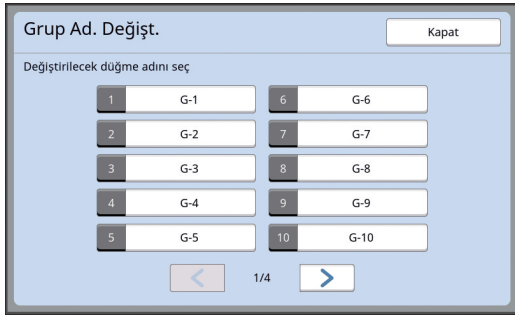 Grup Ad. Değişt.
Kapat
Değiştirilecek düğme adını seç
1 G-1 6 G-6
2 G-2 7 G-7
3 G-3 8 G-8
4 G-4 9 G-9
5 G-5 10 G-10
1/4